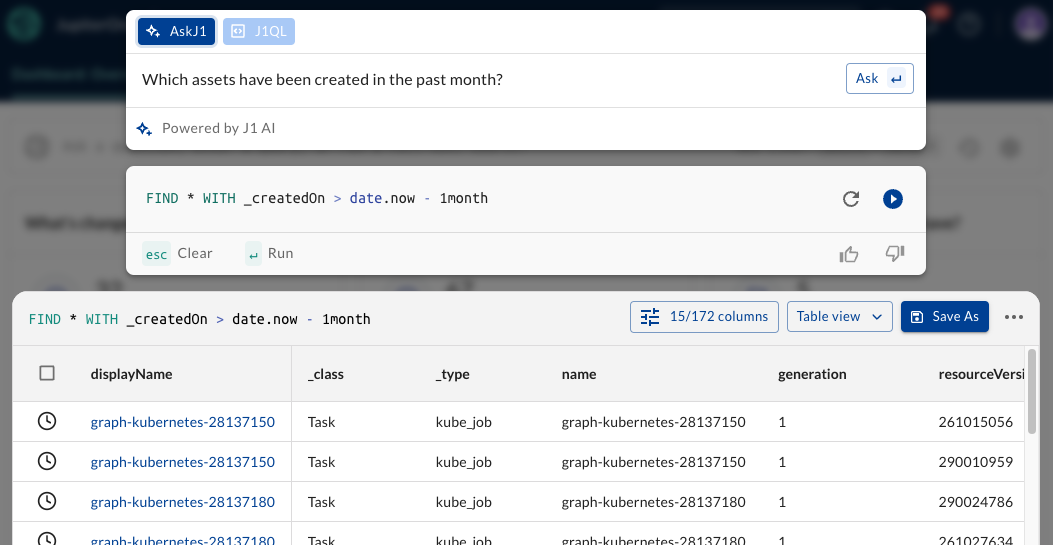 AskJ1 J1QL
Which assets have been created in the past month?
Ask ↵
Powered by J1 AI
FIND * WITH _createdOn > date.now - 1month
esc Clear ↵ Run
FIND * WITH _createdOn > date.now - 1month
15/172 columns Table view Save As
displayName _class _type name generation resourceVersi
graph-kubernetes-28137150 Task kube_job graph-kubernetes-28137150 1 261015056
graph-kubernetes-28137150 Task kube_job graph-kubernetes-28137150 1 290010959
graph-kubernetes-28137180 Task kube_job graph-kubernetes-28137180 1 290024786
graph-kubernetes-28137180 Task kube_job graph-kubernetes-28137180 1 261027634